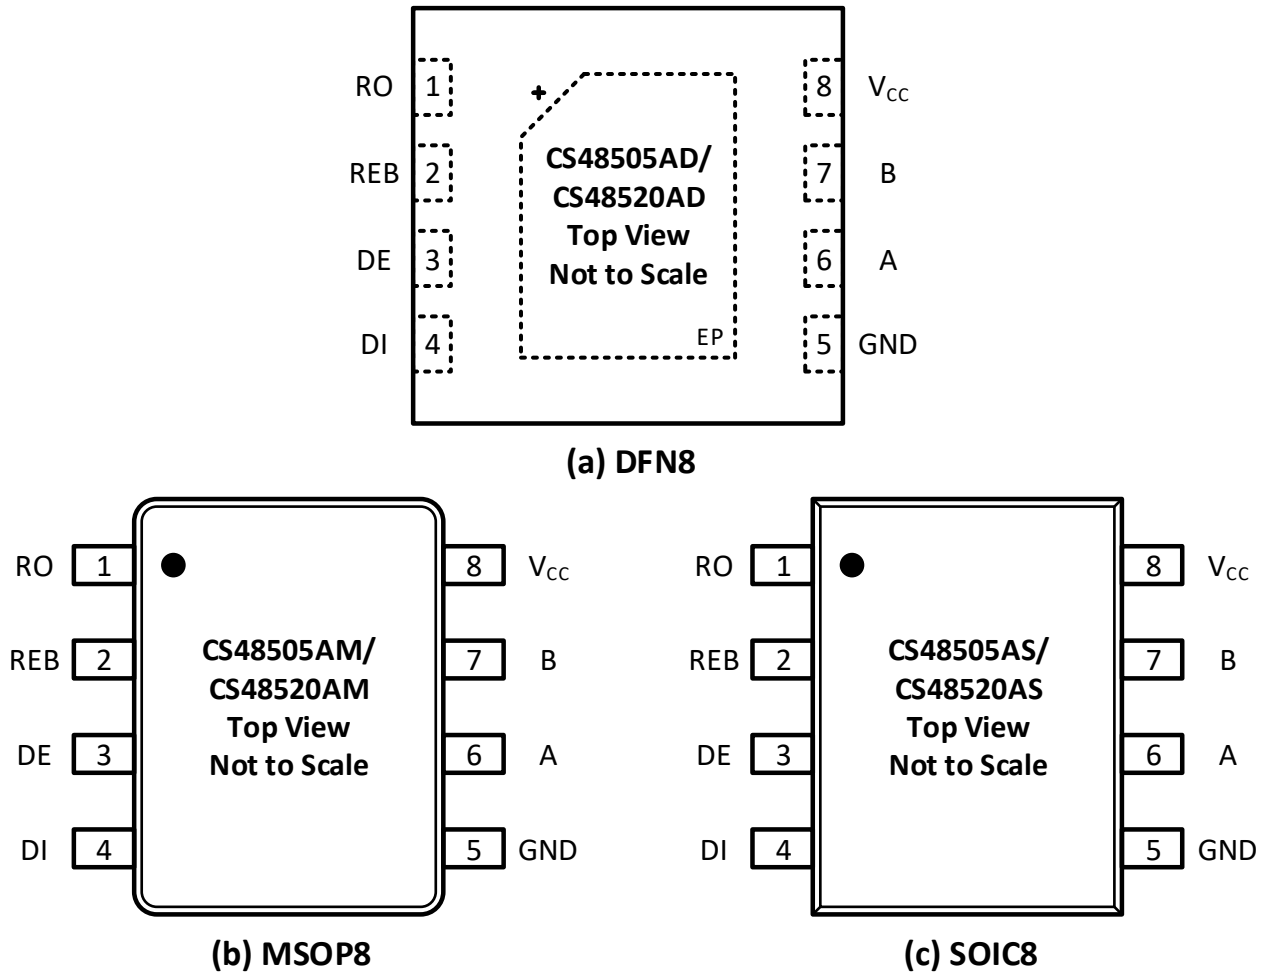 RO 1 8 VCC
REB 2 7 B
DE 3 6 A
DI 4 5 GND
CS48505AD/
CS48520AD
Top View
Not to Scale
EP
(a) DFN8
RO 1 8 VCC
REB 2 7 B
DE 3 6 A
DI 4 5 GND
CS48505AM/
CS48520AM
Top View
Not to Scale
(b) MSOP8
RO 1 8 VCC
REB 2 7 B
DE 3 6 A
DI 4 5 GND
CS48505AS/
CS48520AS
Top View
Not to Scale
(c) SOIC8